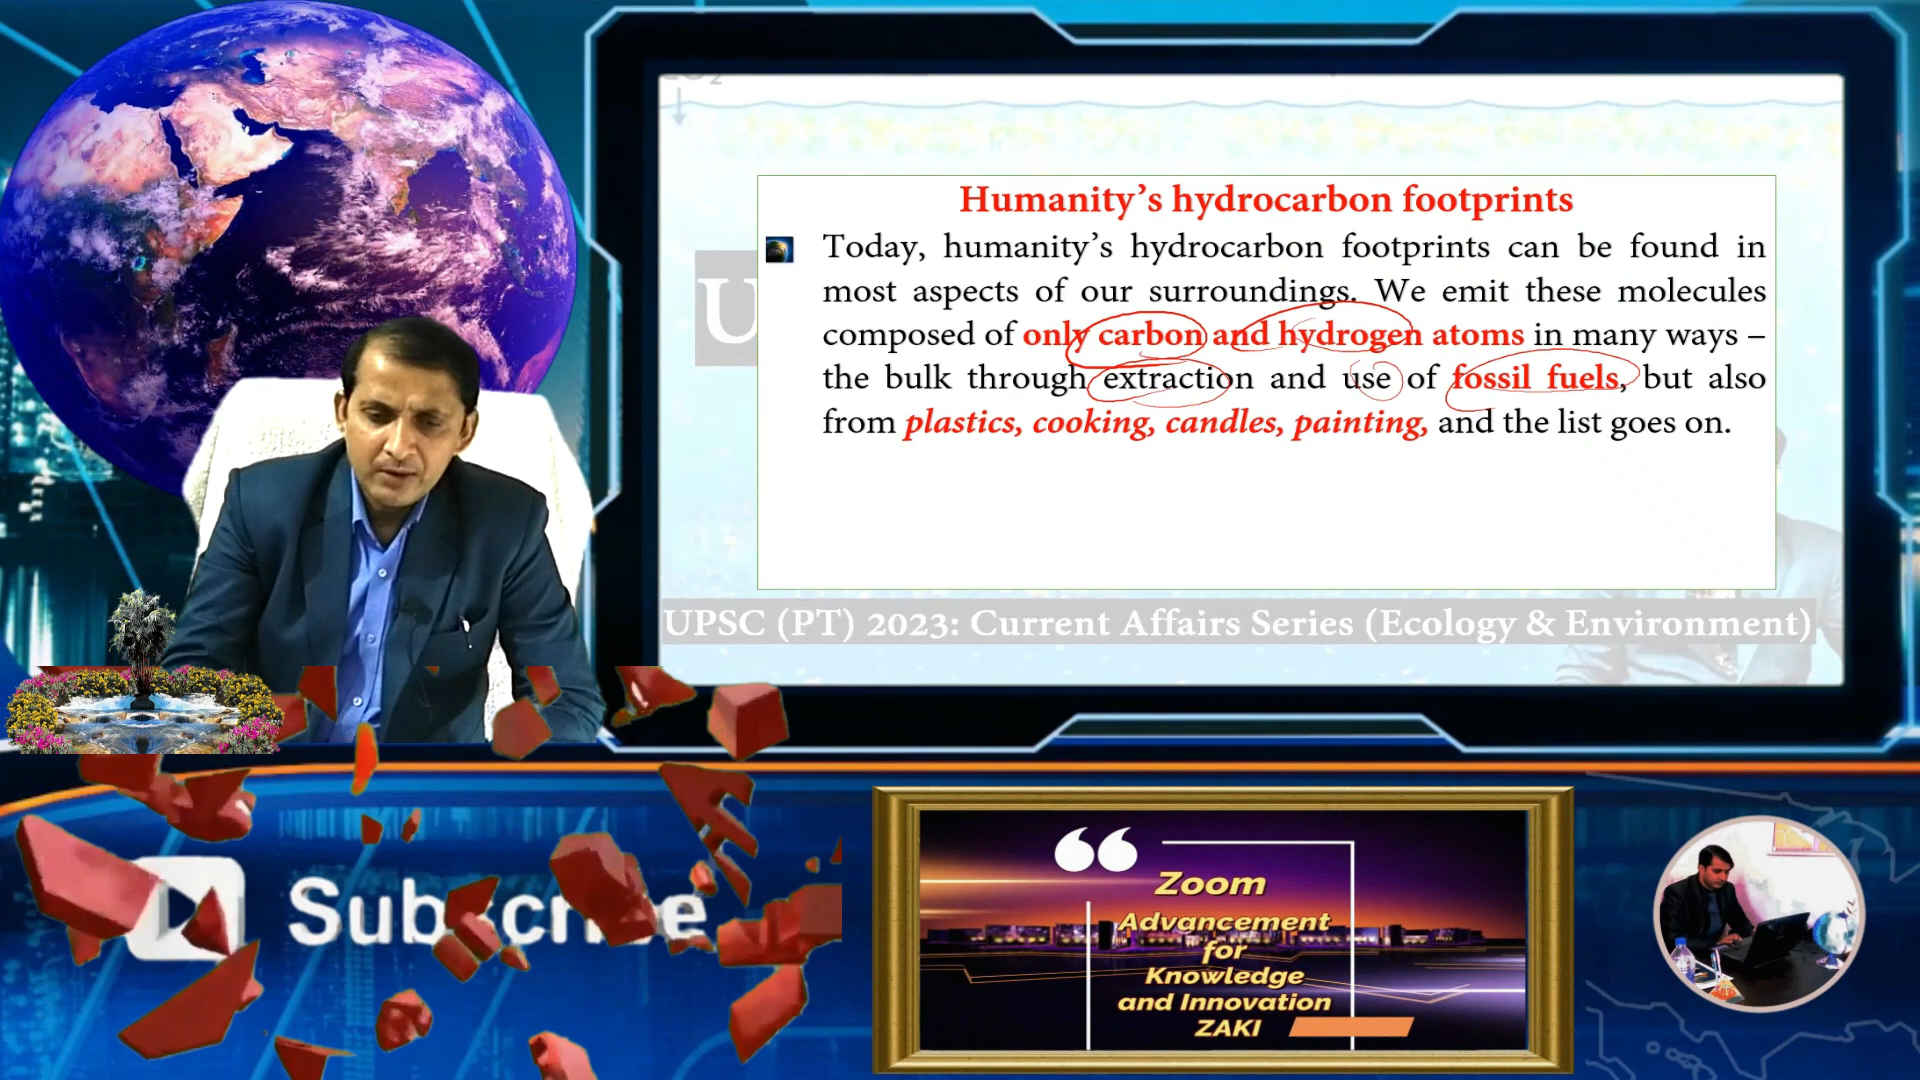 Humanity’s hydrocarbon footprints
Today, humanity’s hydrocarbon footprints can be found in
most aspects of our surroundings. We emit these molecules
composed of only carbon and hydrogen atoms in many ways –
the bulk through extraction and use of fossil fuels, but also
from plastics, cooking, candles, painting, and the list goes on.
U
UPSC (PT) 2023: Current Affairs Series (Ecology & Environment)
Subscribe
Zoom
Advancement
for
Knowledge
and Innovation
ZAKI